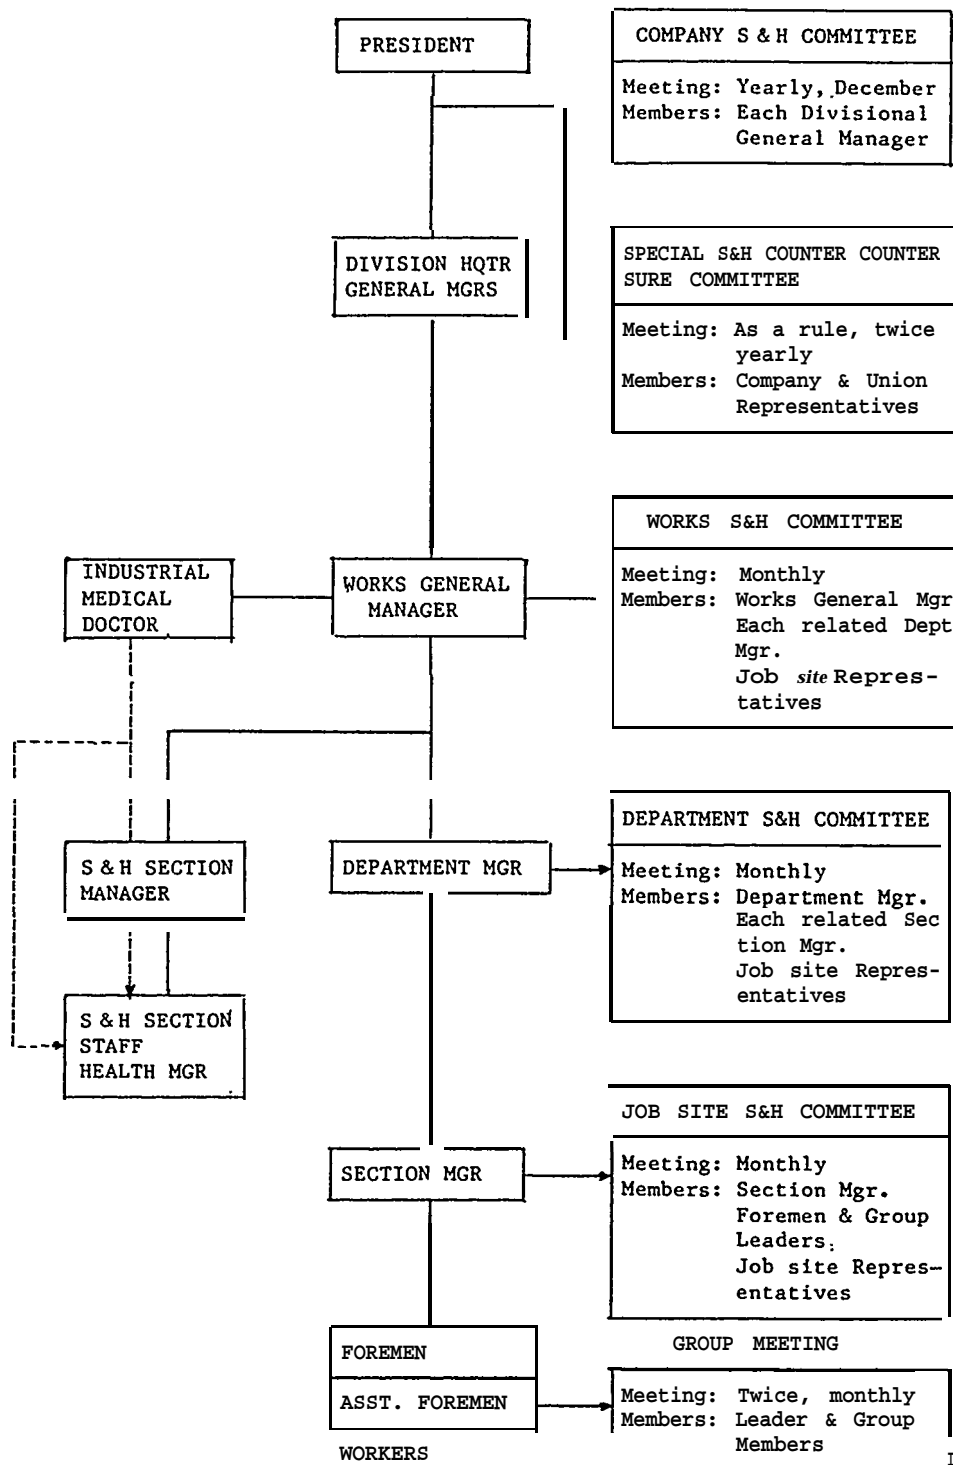 PRESIDENT
COMPANY S & H COMMITTEE
Meeting: Yearly, December
Members: Each Divisional
General Manager
DIVISION HQTR
GENERAL MGRS
SPECIAL S&H COUNTER COUNTER
SURE COMMITTEE
Meeting: As a rule, twice
yearly
Members: Company & Union
Representatives
INDUSTRIAL
MEDICAL
DOCTOR
WORKS GENERAL
MANAGER
WORKS S&H COMMITTEE
Meeting: Monthly
Members: Works General Mgr
Each related Dept
Mgr.
Job site Repres-
tatives
S & H SECTION
MANAGER
DEPARTMENT MGR
DEPARTMENT S&H COMMITTEE
Meeting: Monthly
Members: Department Mgr.
Each related Sec
tion Mgr.
Job site Repres-
entatives
S & H SECTION
STAFF
HEALTH MGR
SECTION MGR
JOB SITE S&H COMMITTEE
Meeting: Monthly
Members: Section Mgr.
Foremen & Group
Leaders:
Job site Repres-
entatives
FOREMEN
ASST. FOREMEN
WORKERS
GROUP MEETING
Meeting: Twice, monthly
Members: Leader & Group
Members